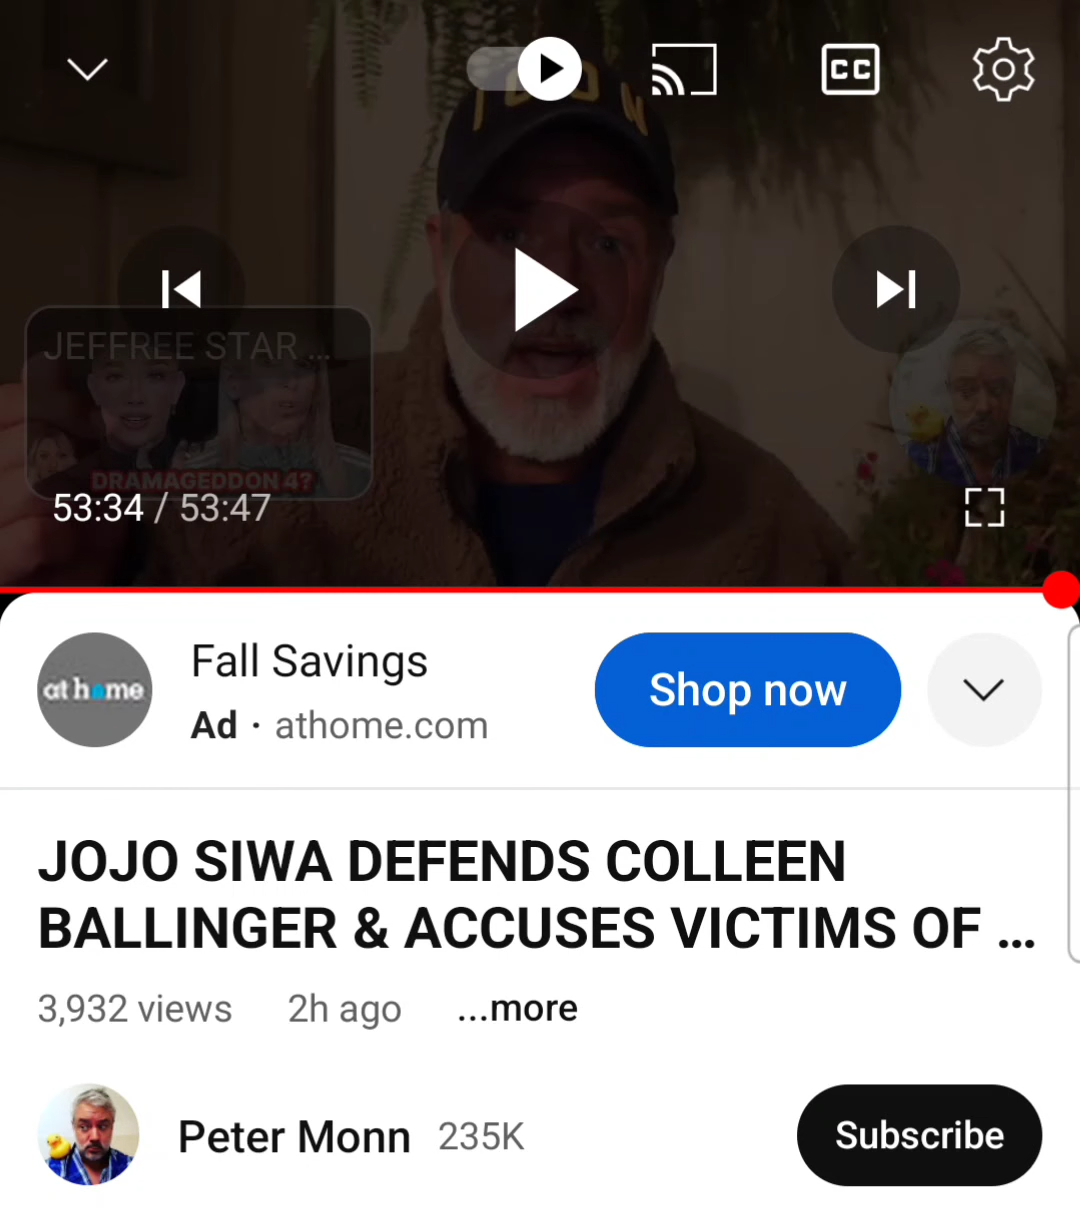 CC
JEFFREE STAR ...
DRAMAGEDDON 4?
53:34 / 53:47
at home
Fall Savings
Ad · athome.com
Shop now
JOJO SIWA DEFENDS COLLEEN
BALLINGER & ACCUSES VICTIMS OF ...
3,932 views 2h ago ...more
Peter Monn 235K
Subscribe